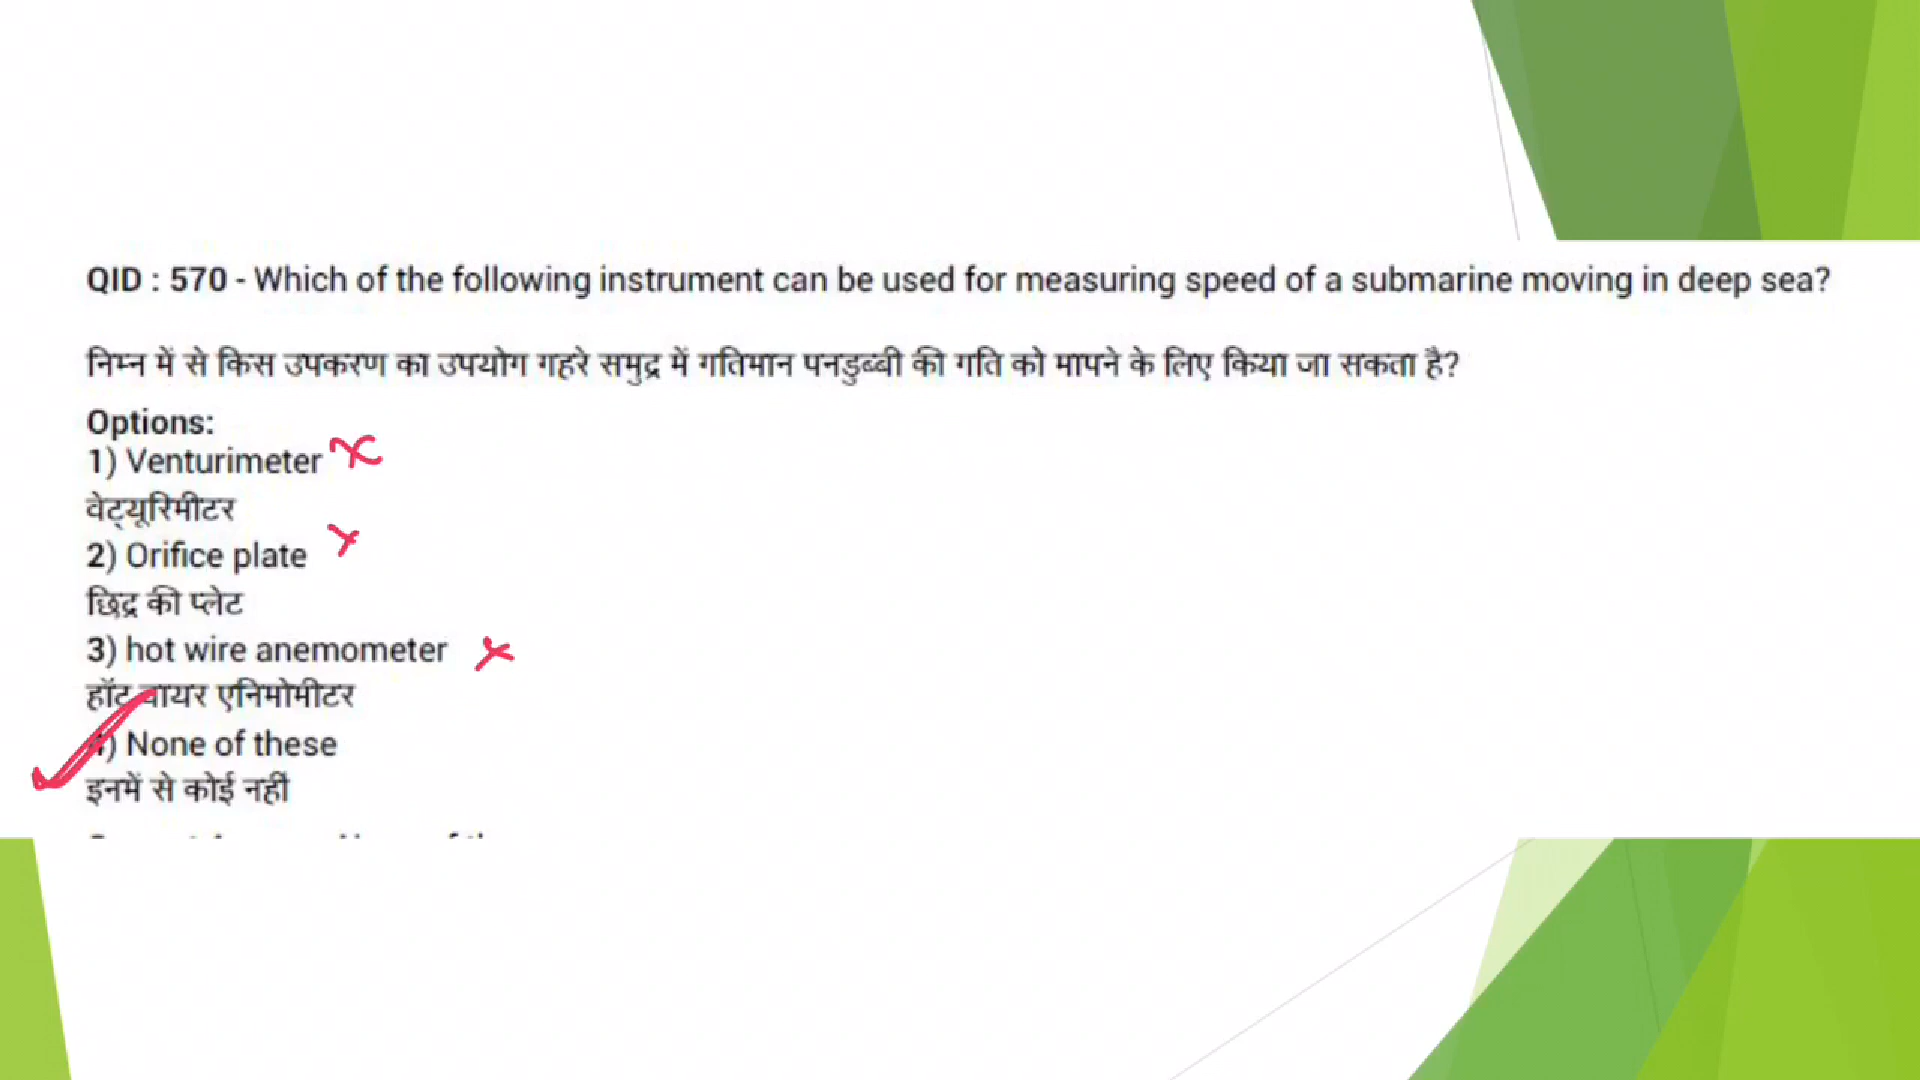 QID : 570 - Which of the following instrument can be used for measuring speed of a submarine moving in deep sea?
निम्न में से किस उपकरण का उपयोग गहरे समुद्र में गतिमान पनडुब्बी की गति को मापने के लिए किया जा सकता है?
Options:
1) Venturimeter
वेट्यूरिमीटर
2) Orifice plate
छिद्र की प्लेट
3) hot wire anemometer
हॉट वायर एनिमोमीटर
4) None of these
इनमें से कोई नहीं